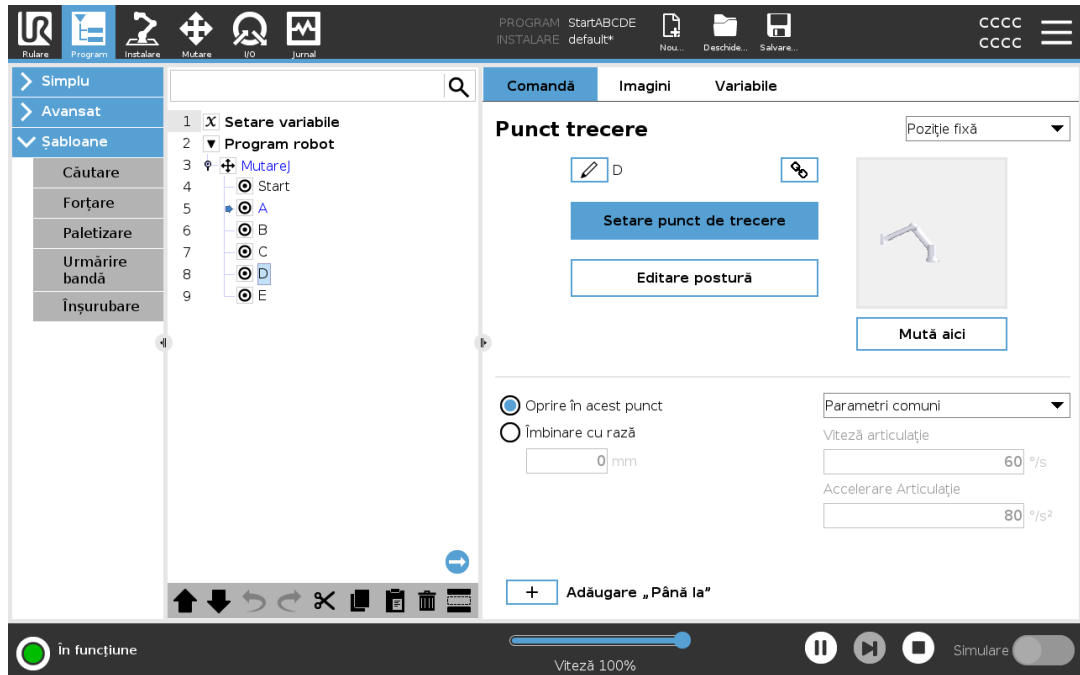 PROGRAM StartABCDE
INSTALARE default*
CCCC
CCCC
Rulare Program Instalare Mutare I/O Jurnal Nou... Deschide... Salvare...
Simplu
Avansat
Șabloane
Căutare
Forțare
Paletizare
Urmărire
bandă
Înșurubare
1 x Setare variabile
2 Program robot
3 MutareJ
4 Start
5 A
6 B
7 C
8 D
9 E
Comandă Imagini Variabile
Punct trecere
Poziție fixă
D
Setare punct de trecere
Editare postură
Mută aici
Oprire în acest punct
Îmbinare cu rază
0 mm
Parametri comuni
Viteză articulație
60 °/s
Accelerare Articulație
80 °/s²
+ Adăugare „Până la”
În funcțiune
Viteză 100%
Simulare